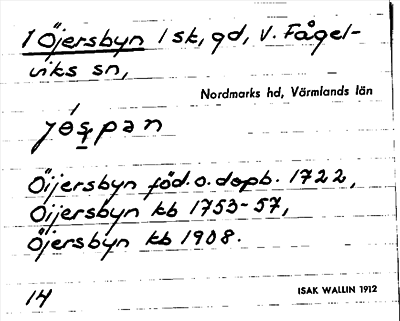 1 Öjersbyn 1 sk, gd, V. Fågel-
viks sn,
Nordmarks hd, Värmlands län
Öijersbyn föd. o. dopb. 1722,
Öijersbyn kb 1753-57,
Öjersbyn kb 1908.
14
ISAK WALLIN 1912